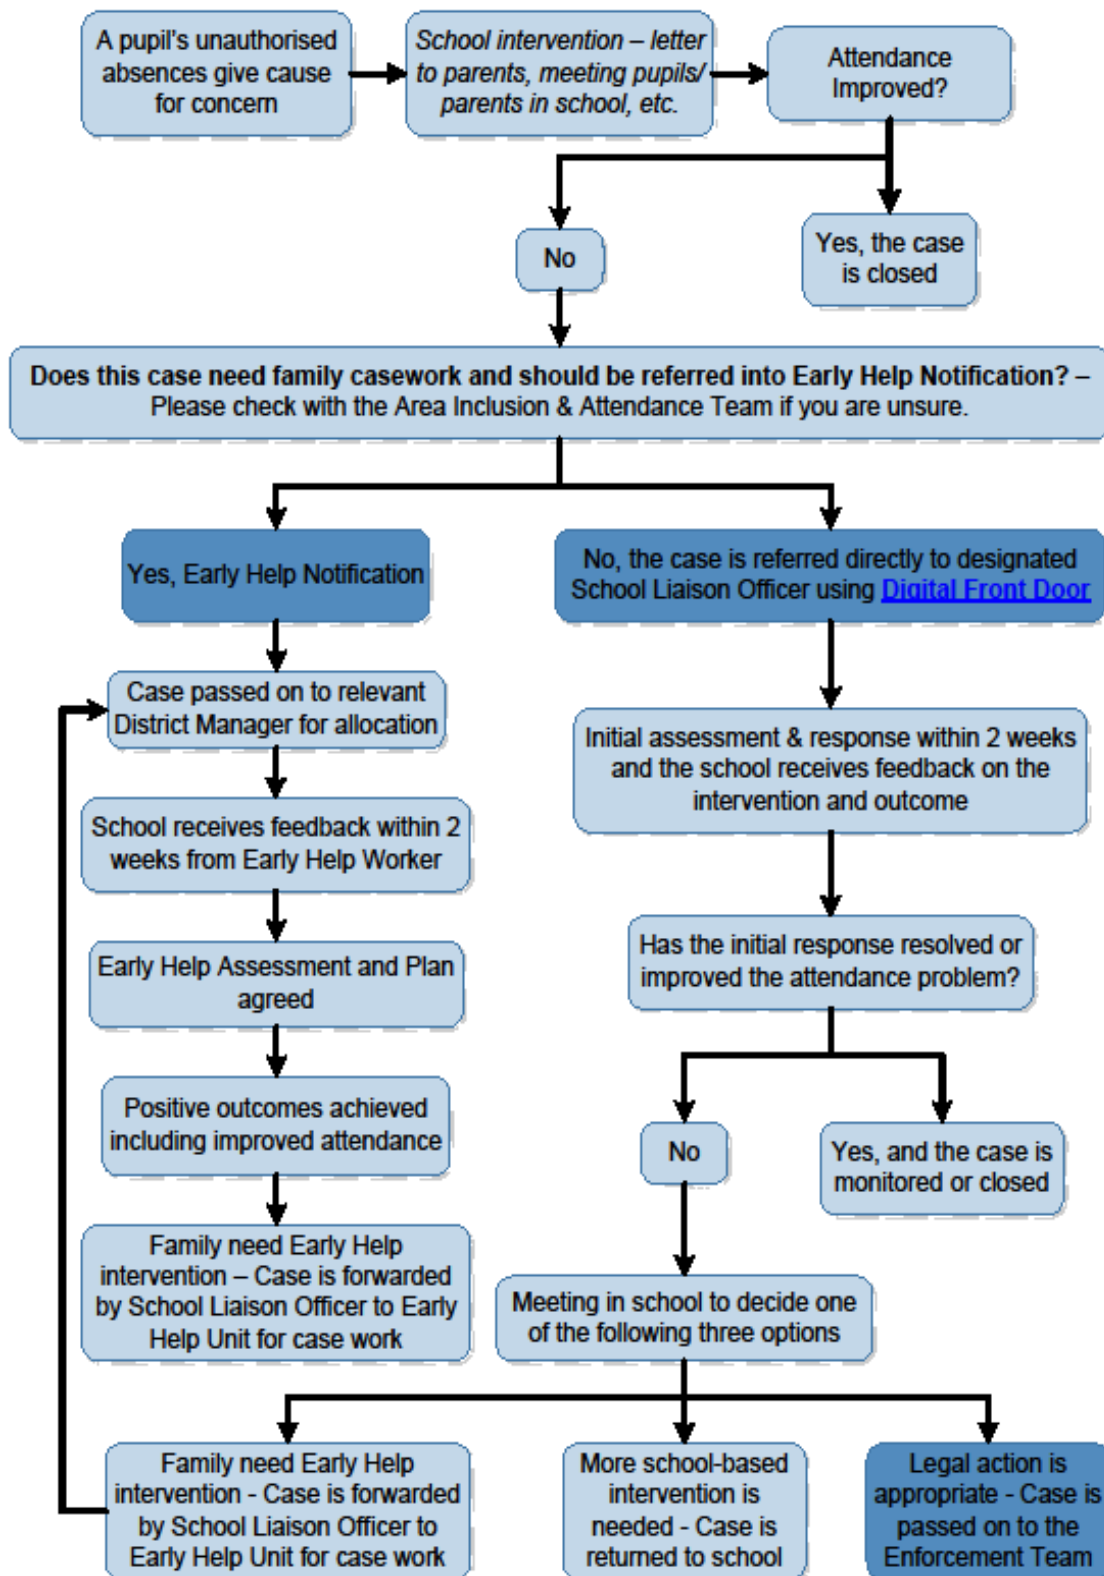 A pupil's unauthorised
absences give cause
for concern
School intervention – letter
to parents, meeting pupils/
parents in school, etc.
Attendance
Improved?
No
Yes, the case
is closed
Does this case need family casework and should be referred into Early Help Notification? –
Please check with the Area Inclusion & Attendance Team if you are unsure.
Yes, Early Help Notification
No, the case is referred directly to designated
School Liaison Officer using Digital Front Door
Case passed on to relevant
District Manager for allocation
Initial assessment & response within 2 weeks
and the school receives feedback on the
intervention and outcome
School receives feedback within 2
weeks from Early Help Worker
Has the initial response resolved or
improved the attendance problem?
Early Help Assessment and Plan
agreed
Positive outcomes achieved
including improved attendance
No
Yes, and the case is
monitored or closed
Family need Early Help
intervention – Case is forwarded
by School Liaison Officer to Early
Help Unit for case work
Meeting in school to decide one
of the following three options
Family need Early Help
intervention - Case is forwarded
by School Liaison Officer to
Early Help Unit for case work
More school-based
intervention is
needed - Case is
returned to school
Legal action is
appropriate - Case is
passed on to the
Enforcement Team